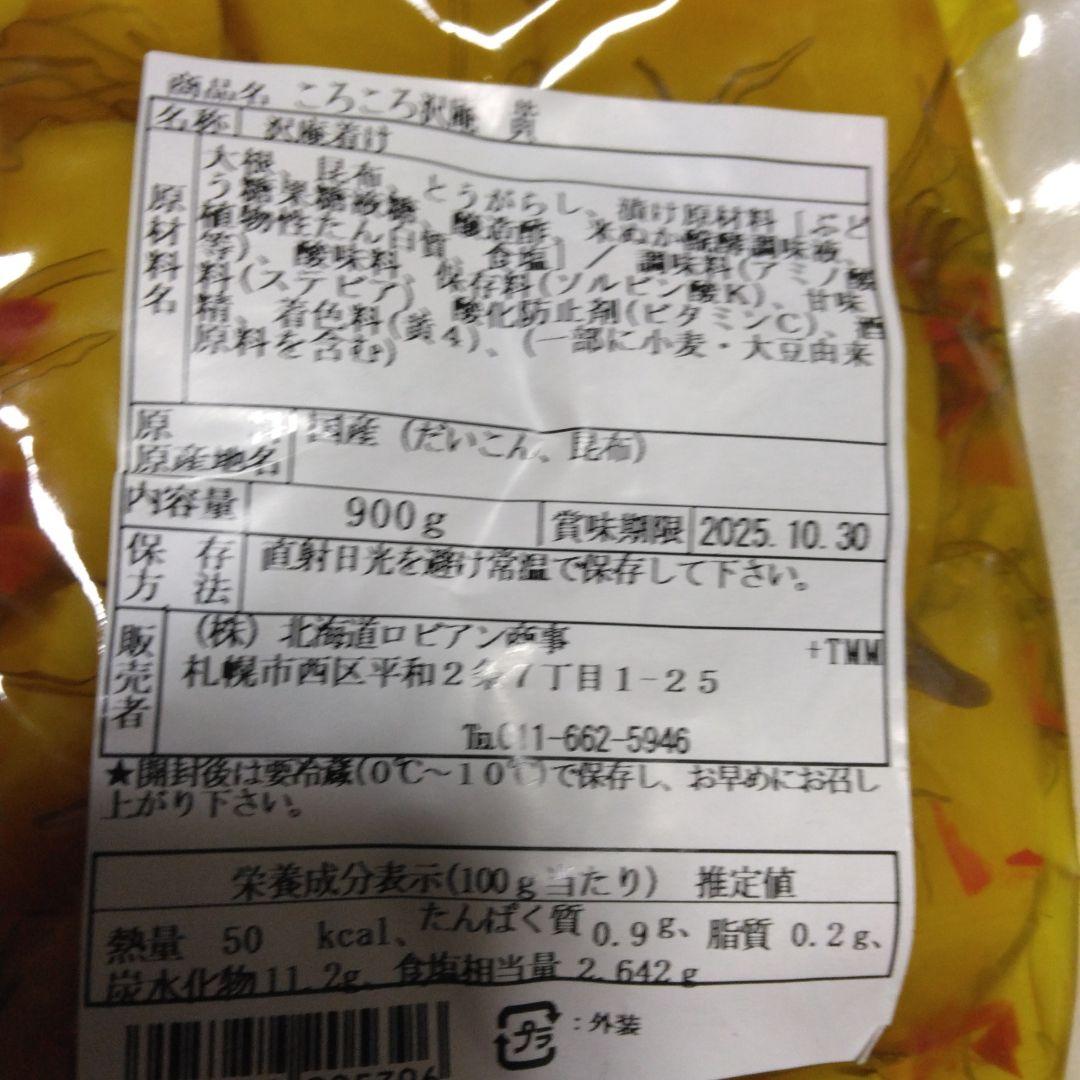 商品名 ころころ沢庵
名称 沢庵着け
原材料名
大根、昆布、とうがらし、漬け原材料［ぶど
う糖果糖液糖、醸造酢、米ぬか醗酵調味液、
植物性たん白質、食塩］／調味料(アミノ酸
等)、酸味料、保存料(ソルビン酸K)、甘味
料(ステビア)、酸化防止剤(ビタミンC)、酒
精、着色料(黄4)、(一部に小麦・大豆由来
原料を含む)
原
原産地名 国産（だいこん、昆布）
内容量 900g 賞味期限 2025.10.30
保存方法 直射日光を避け常温で保存して下さい。
販売者 （株）北海道ロビアン商事 +TWW
札幌市西区平和2条7丁目1-25
℡011-662-5946
★開封後は要冷蔵(0℃～10℃)で保存し、お早めにお召し
上がり下さい。
栄養成分表示(100g当たり) 推定値
熱量 50 kcal、たんぱく質0.9g、脂質 0.2g、
炭水化物11.2g、食塩相当量 2.642g
プラ ：外装